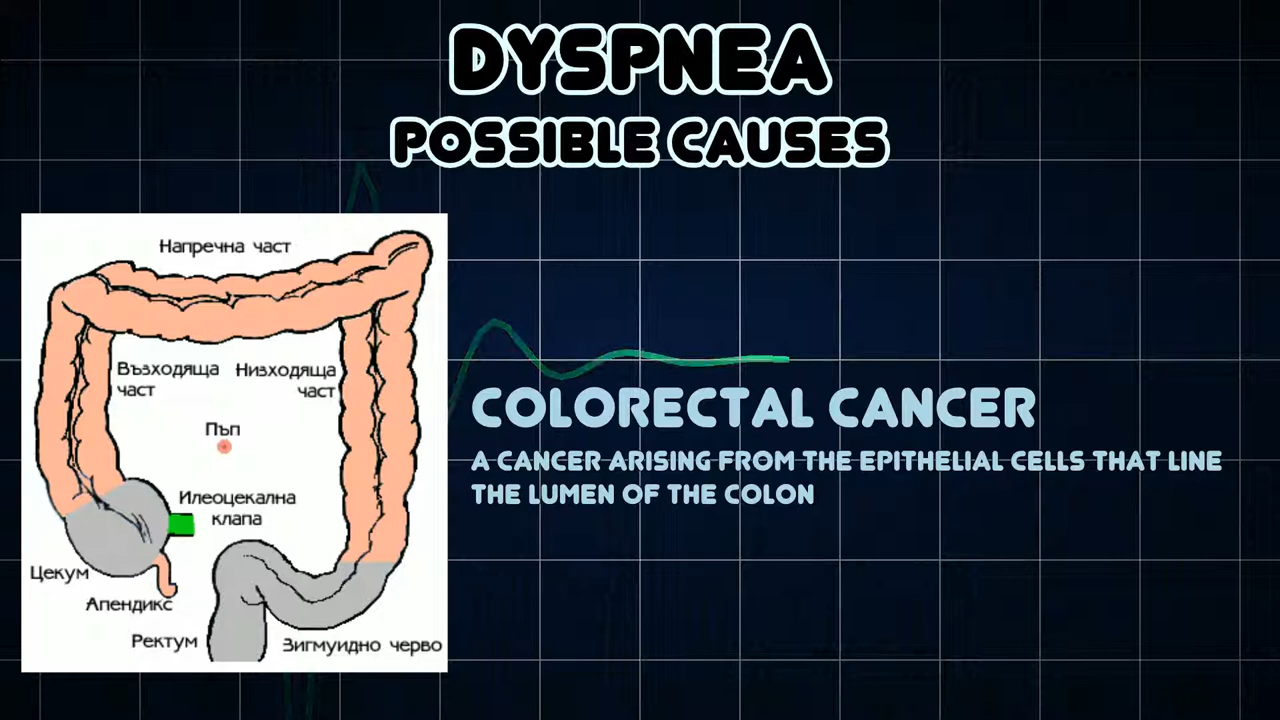 DYSPNEA
POSSIBLE CAUSES
Напречна част
Възходяща
част
Низходяща
част
Пъп
Илеоцекална
клапа
Цекум
Апендикс
Ректум
Зигмуидно черво
COLORECTAL CANCER
A CANCER ARISING FROM THE EPITHELIAL CELLS THAT LINE
THE LUMEN OF THE COLON